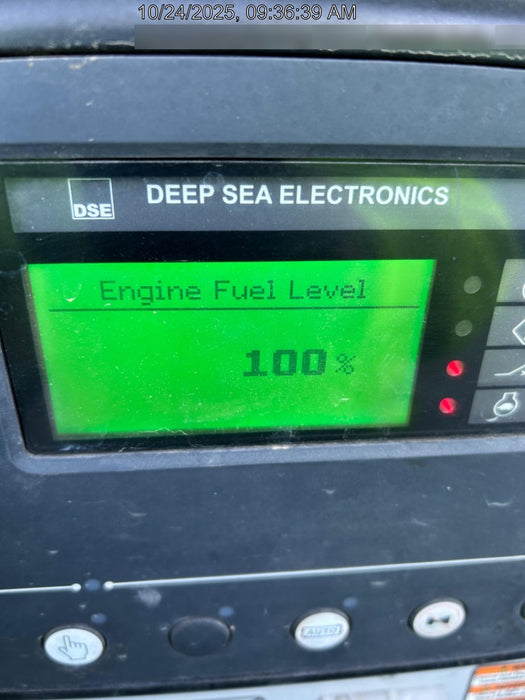 10/24/2025, 09:36:39 AM
DSE
DEEP SEA ELECTRONICS
Engine Fuel Level
100 %
AUTO